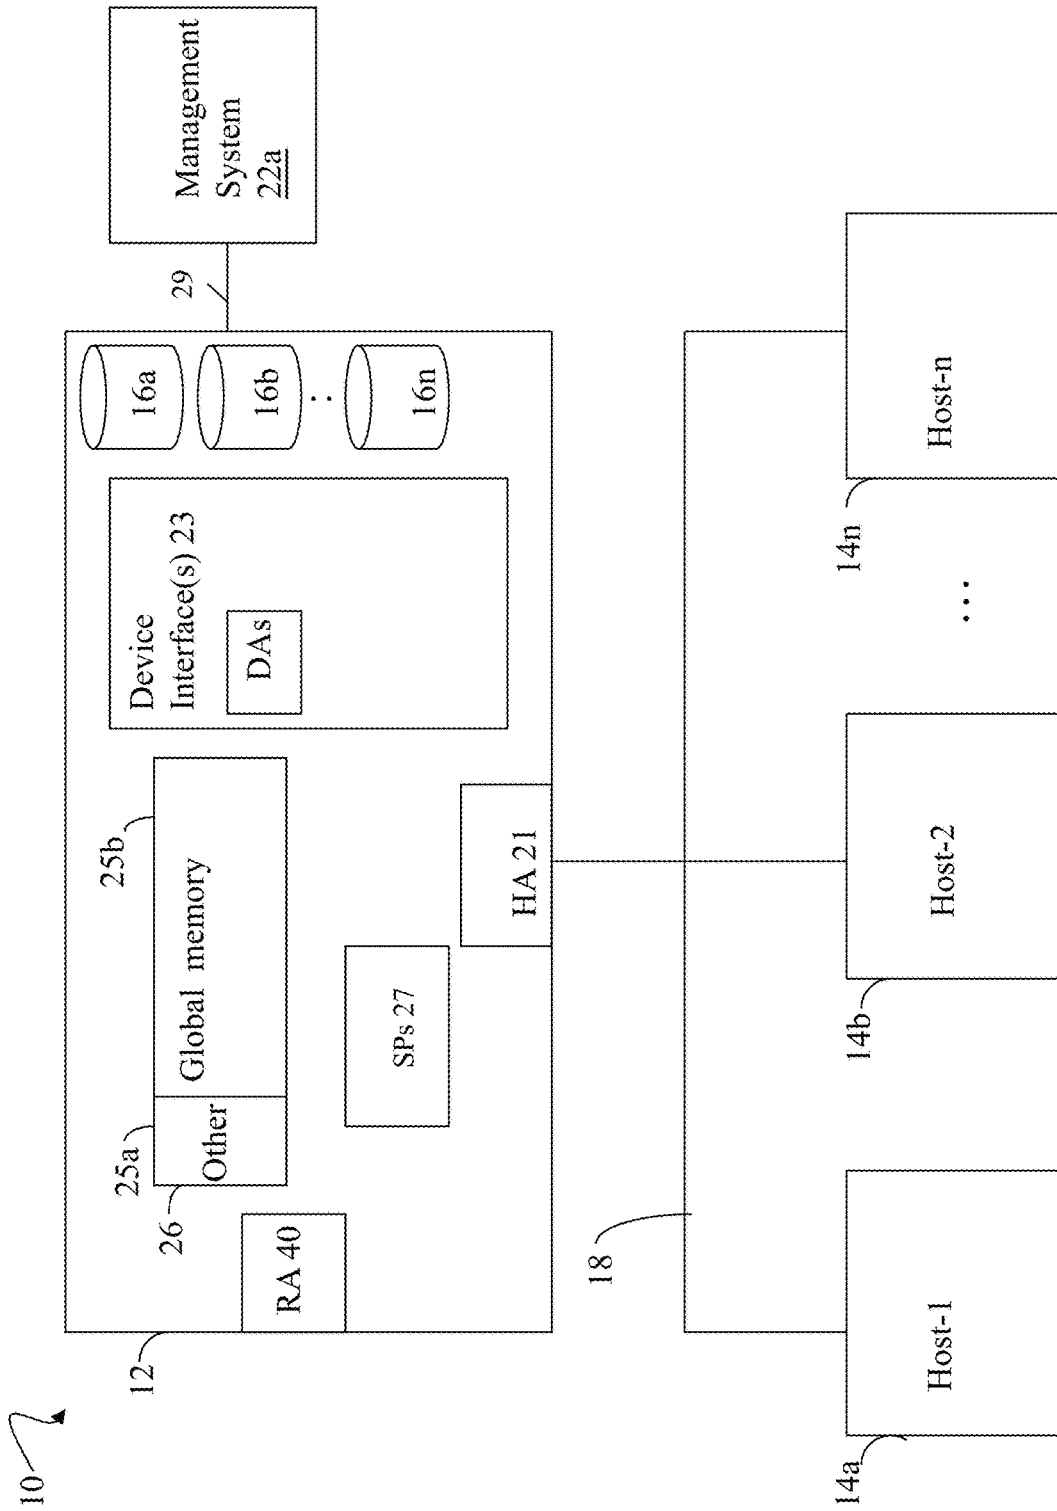 10
12
RA 40
26
25a
Other
Global memory
25b
SPs 27
HA 21
Device
Interface(s) 23
DAs
16a
16b
..
16n
29
Management
System
22a
18
14a
Host-1
14b
Host-2
...
14n
Host-n